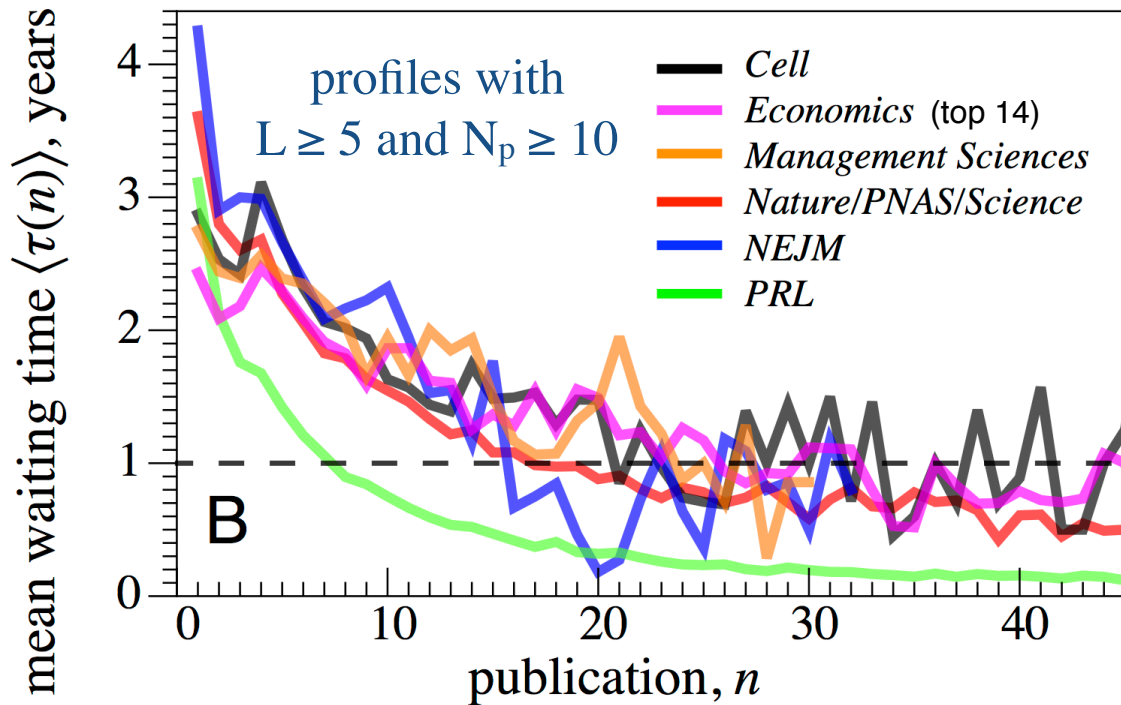 mean waiting time ⟨τ(n)⟩, years
4
3
2
1
0
profiles with
L ≥ 5 and Nₚ ≥ 10
Cell
Economics (top 14)
Management Sciences
Nature/PNAS/Science
NEJM
PRL
B
0 10 20 30 40
publication, n